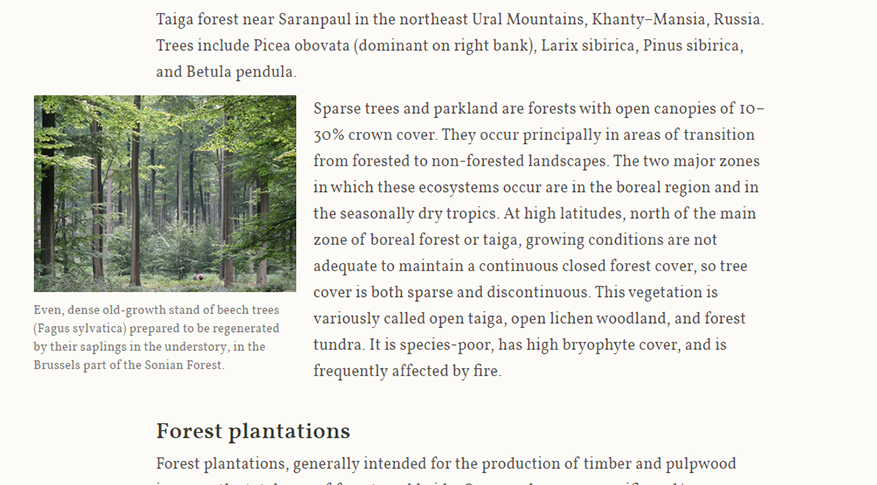 Taiga forest near Saranpaul in the northeast Ural Mountains, Khanty–Mansia, Russia.
Trees include Picea obovata (dominant on right bank), Larix sibirica, Pinus sibirica,
and Betula pendula.
Sparse trees and parkland are forests with open canopies of 10–
30% crown cover. They occur principally in areas of transition
from forested to non-forested landscapes. The two major zones
in which these ecosystems occur are in the boreal region and in
the seasonally dry tropics. At high latitudes, north of the main
zone of boreal forest or taiga, growing conditions are not
adequate to maintain a continuous closed forest cover, so tree
cover is both sparse and discontinuous. This vegetation is
variously called open taiga, open lichen woodland, and forest
tundra. It is species-poor, has high bryophyte cover, and is
frequently affected by fire.
Even, dense old-growth stand of beech trees
(Fagus sylvatica) prepared to be regenerated
by their saplings in the understory, in the
Brussels part of the Sonian Forest.
Forest plantations
Forest plantations, generally intended for the production of timber and pulpwood